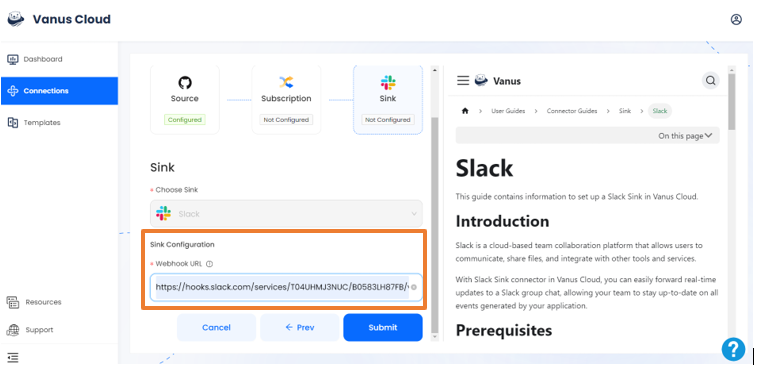 Vanus Cloud
Dashboard
Connections
Templates
Resources
Support
Source
Configured
Subscription
Not Configured
Sink
Not Configured
Sink
* Choose Sink
Slack
Sink Configuration
* Webhook URL
https://hooks.slack.com/services/T04UHMJ3NUC/B0583LH87FB/
Cancel
← Prev
Submit
Vanus
User Guides > Connector Guides > Sink > Slack
On this page
Slack
This guide contains information to set up a Slack Sink in Vanus Cloud.
Introduction
Slack is a cloud-based team collaboration platform that allows users to
communicate, share files, and integrate with other tools and services.
With Slack Sink connector in Vanus Cloud, you can easily forward real-time
updates to a Slack group chat, allowing your team to stay up-to-date on all
events generated by your application.
Prerequisites
?